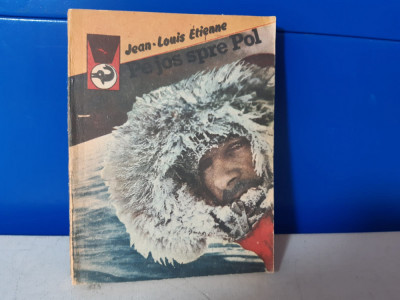 Jean-Louis Étienne
Pe jos spre Pol